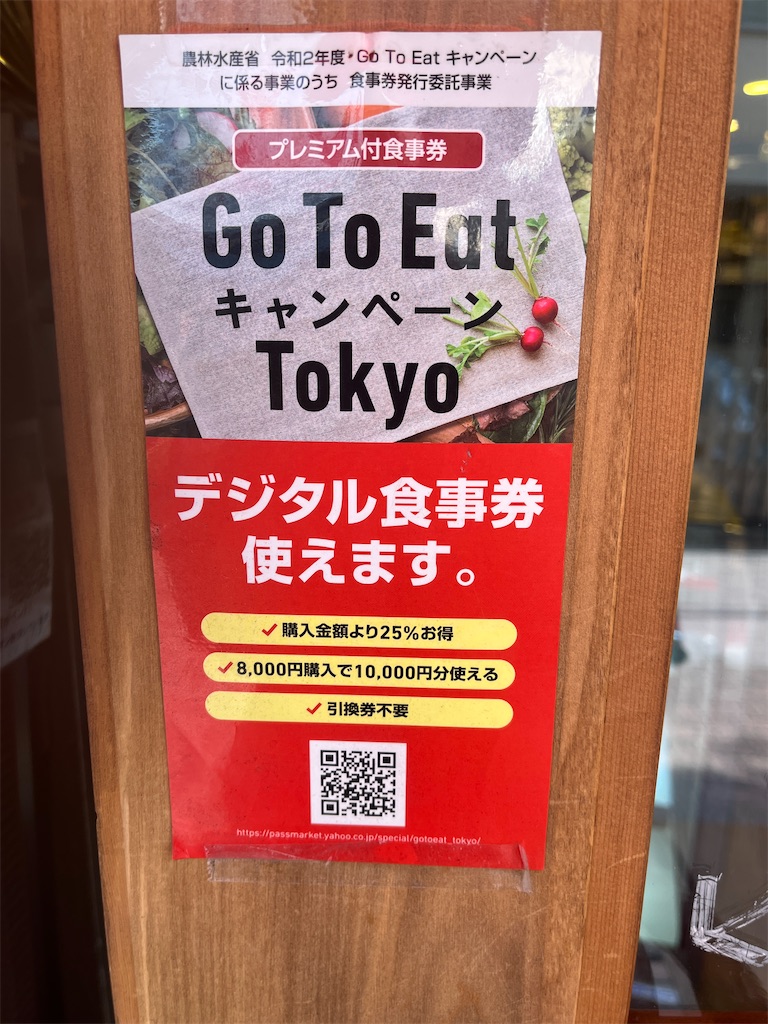 農林水産省 令和2年度・Go To Eat キャンペーン
に係る事業のうち 食事券発行委託事業
プレミアム付食事券
Go To Eat
キャンペーン
Tokyo
デジタル食事券
使えます。
✓購入金額より25%お得
✓8,000円購入で10,000円分使える
✓引換券不要
https://passmarket.yahoo.co.jp/special/gotoeat_tokyo/